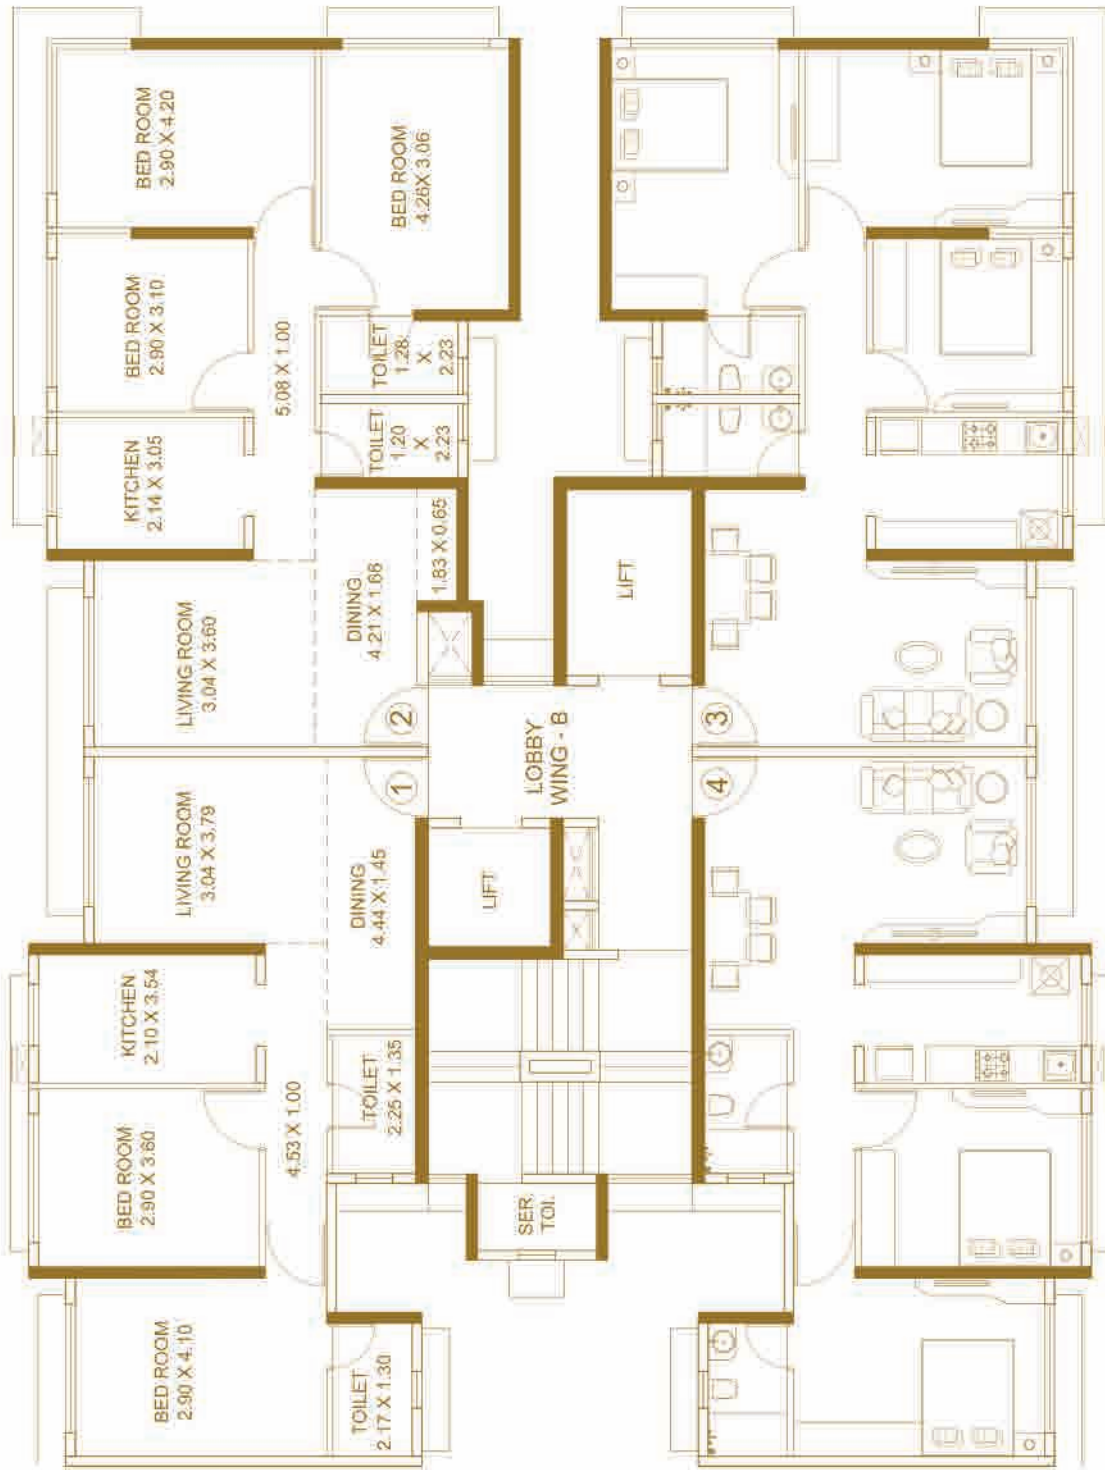 BED ROOM
2.90 X 4.20
BED ROOM
4.26X 3.06
BED ROOM
2.90 X 3.10
5.08 X 1.00
TOILET
1.28
X
2.23
TOILET
1.20
X
2.23
KITCHEN
2.14 X 3.05
LIVING ROOM
3.04 X 3.60
DINING
4.21 X 1.68
1.83 X 0.65
LIFT
2
3
LOBBY
WING - B
1
4
LIVING ROOM
3.04 X 3.79
DINING
4.44 X 1.45
LIFT
KITCHEN
2.10 X 3.54
TOILET
2.25 X 1.35
4.53 X 1.00
BED ROOM
2.90 X 3.60
SER.
TOI.
BED ROOM
2.90 X 4.10
TOILET
2.17 X 1.30